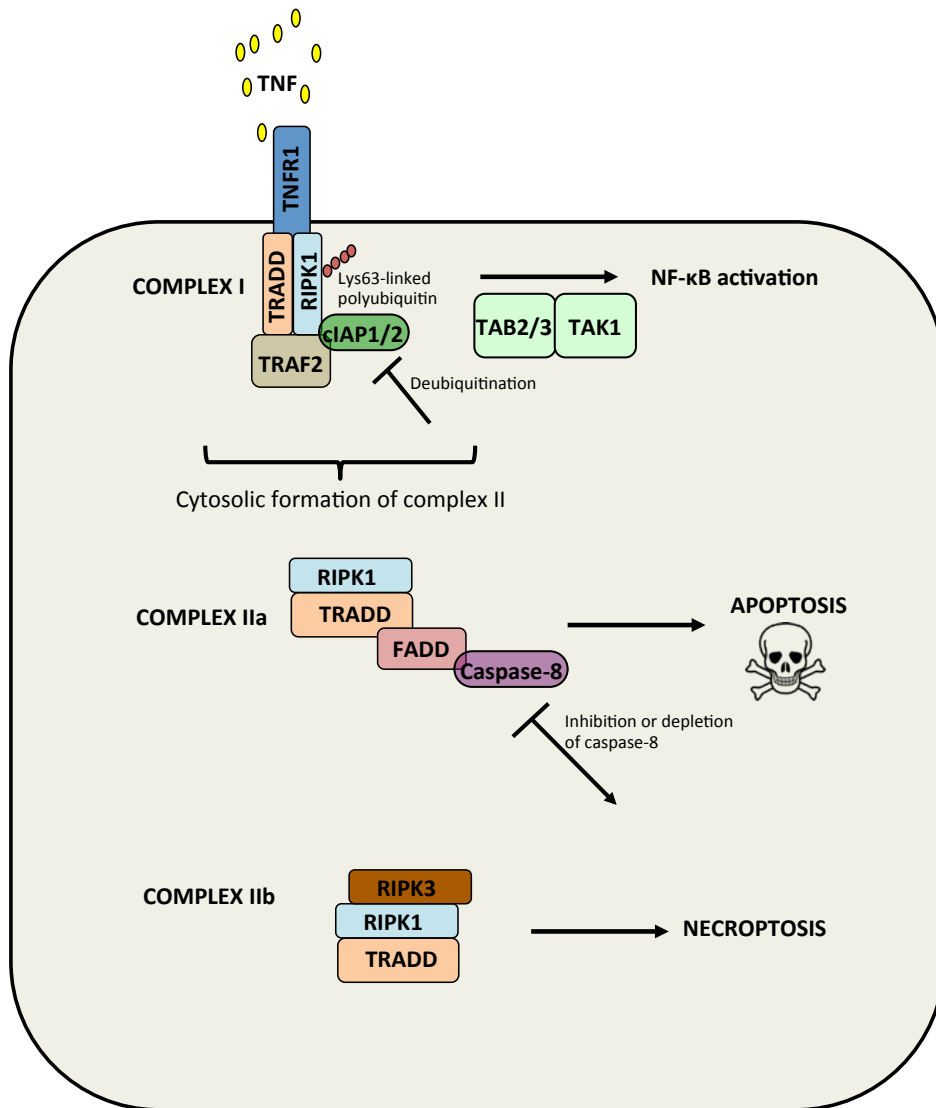 TNF
TNFR1
COMPLEX I
TRADD
RIPK1
Lys63-linked
polyubiquitin
cIAP1/2
TRAF2
NF-κB activation
TAB2/3
TAK1
Deubiquitination
Cytosolic formation of complex II
COMPLEX IIa
RIPK1
TRADD
FADD
Caspase-8
APOPTOSIS
Inhibition or depletion
of caspase-8
COMPLEX IIb
RIPK3
RIPK1
TRADD
NECROPTOSIS